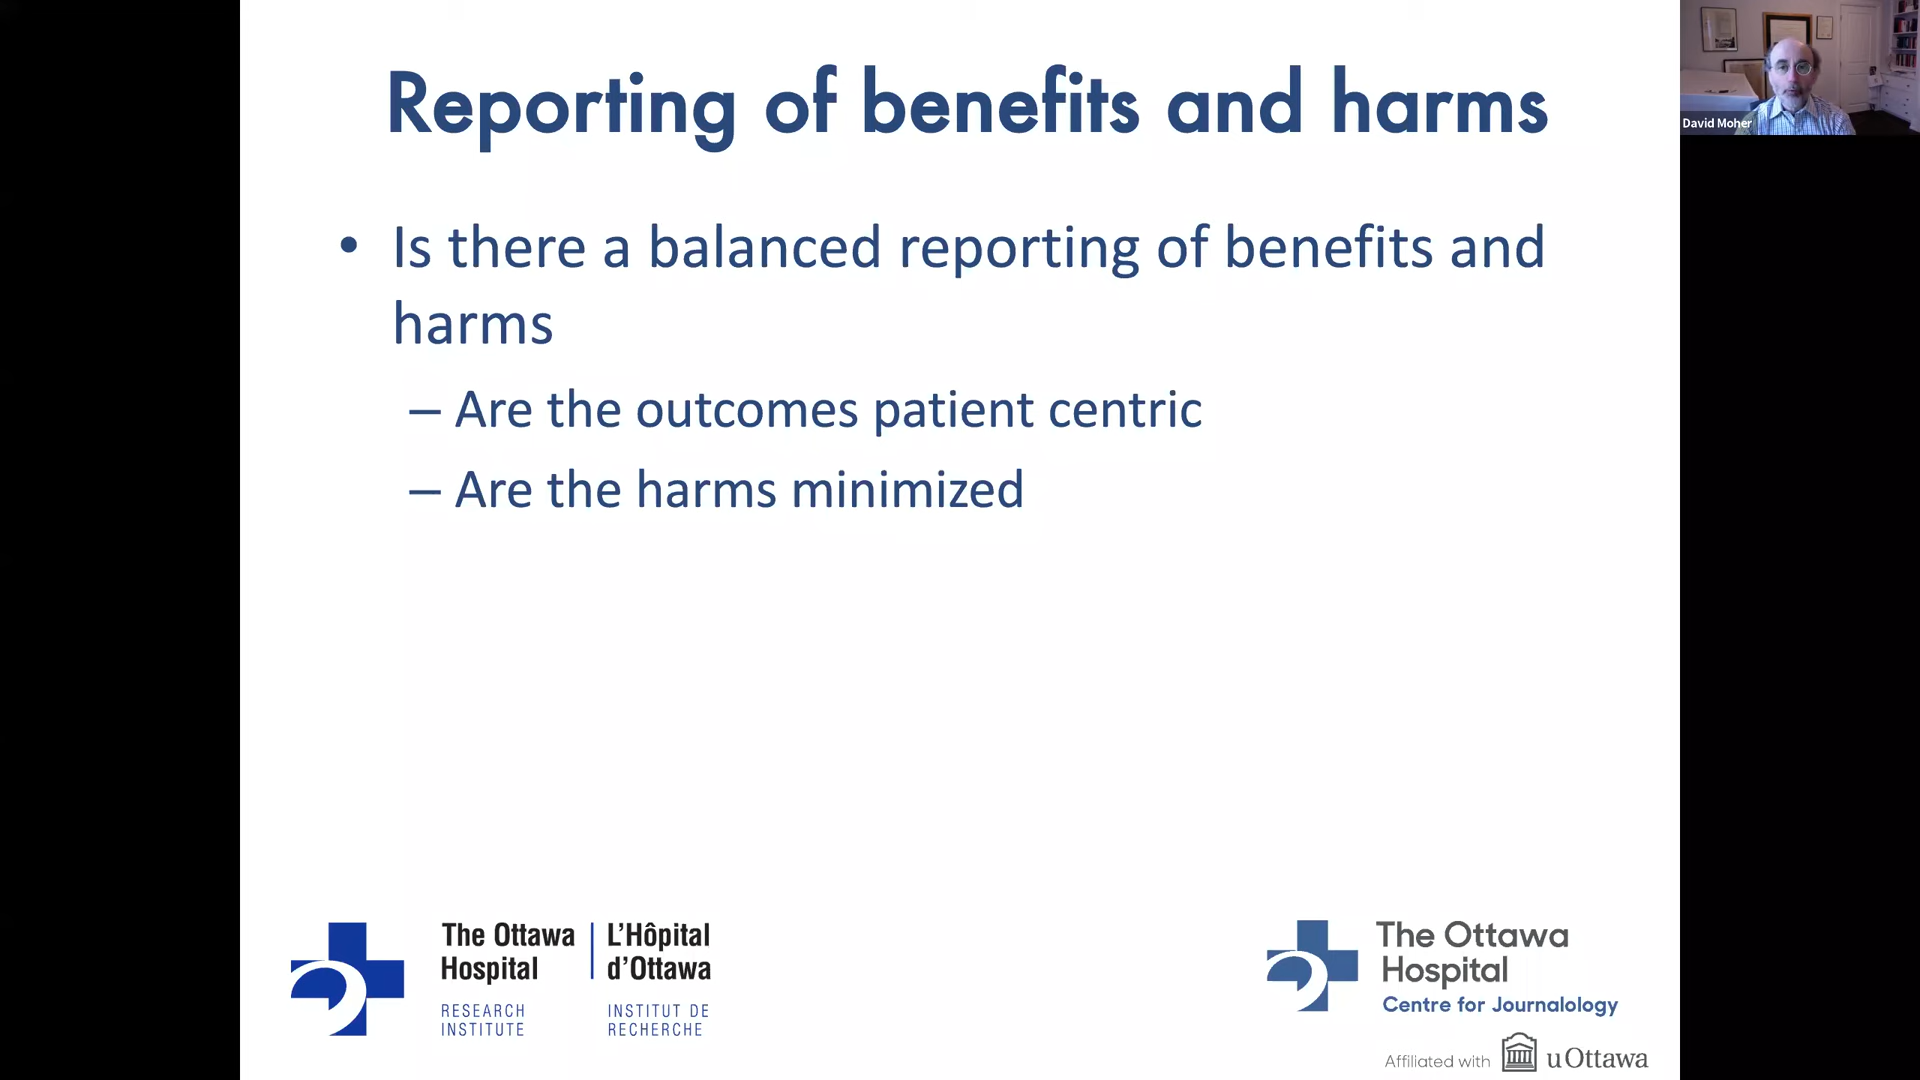 Reporting of benefits and harms
David Moher
• Is there a balanced reporting of benefits and
harms
– Are the outcomes patient centric
– Are the harms minimized
The Ottawa
Hospital
RESEARCH
INSTITUTE
L’Hôpital
d’Ottawa
INSTITUT DE
RECHERCHE
The Ottawa
Hospital
Centre for Journalology
Affiliated with uOttawa